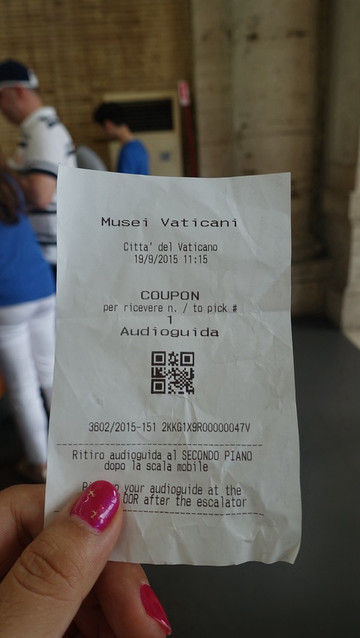 Musei Vaticani
Citta' del Vaticano
19/9/2015 11:15
COUPON
per ricevere n. / to pick #
1
Audioguida
3602/2015-151 2KKG1X9R00000047V
Ritiro audioguida al SECONDO PIANO
dopo la scala mobile
your audioguide at the
after the escalator